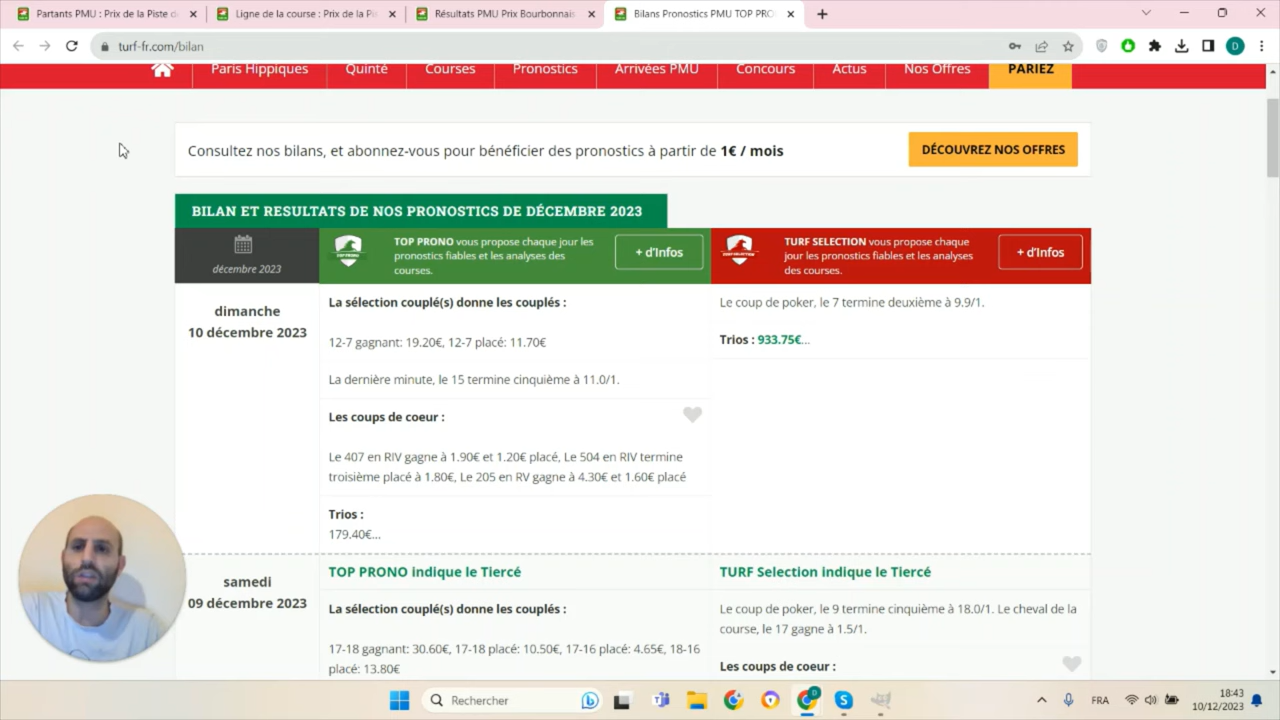 Partants PMU : Prix de la Piste d
Ligne de la course : Prix de la Pi
Résultats PMU Prix Bourbonnais
Bilans Pronostics PMU TOP PRO
turf-fr.com/bilan
D
Paris Hippiques
Quinté
Courses
Pronostics
Arrivées PMU
Concours
Actus
Nos Offres
PARIEZ
Consultez nos bilans, et abonnez-vous pour bénéficier des pronostics à partir de 1€ / mois
DÉCOUVREZ NOS OFFRES
BILAN ET RESULTATS DE NOS PRONOSTICS DE DÉCEMBRE 2023
décembre 2023
TOP PRONO vous propose chaque jour les
pronostics fiables et les analyses des
courses.
+ d'Infos
TURF SELECTION vous propose chaque
jour les pronostics fiables et les analyses
des courses.
+ d'Infos
dimanche
10 décembre 2023
La sélection couplé(s) donne les couplés :
12-7 gagnant: 19.20€, 12-7 placé: 11.70€
La dernière minute, le 15 termine cinquième à 11.0/1.
Les coups de coeur :
Le 407 en RIV gagne à 1.90€ et 1.20€ placé, Le 504 en RIV termine
troisième placé à 1.80€, Le 205 en RV gagne à 4.30€ et 1.60€ placé
Trios :
179.40€...
Le coup de poker, le 7 termine deuxième à 9.9/1.
Trios : 933.75€...
samedi
09 décembre 2023
TOP PRONO indique le Tiercé
La sélection couplé(s) donne les couplés :
17-18 gagnant: 30.60€, 17-18 placé: 10.50€, 17-16 placé: 4.65€, 18-16
placé: 13.80€
TURF Selection indique le Tiercé
Le coup de poker, le 9 termine cinquième à 18.0/1. Le cheval de la
course, le 17 gagne à 1.5/1.
Les coups de coeur :
Rechercher
FRA
18:43
10/12/2023